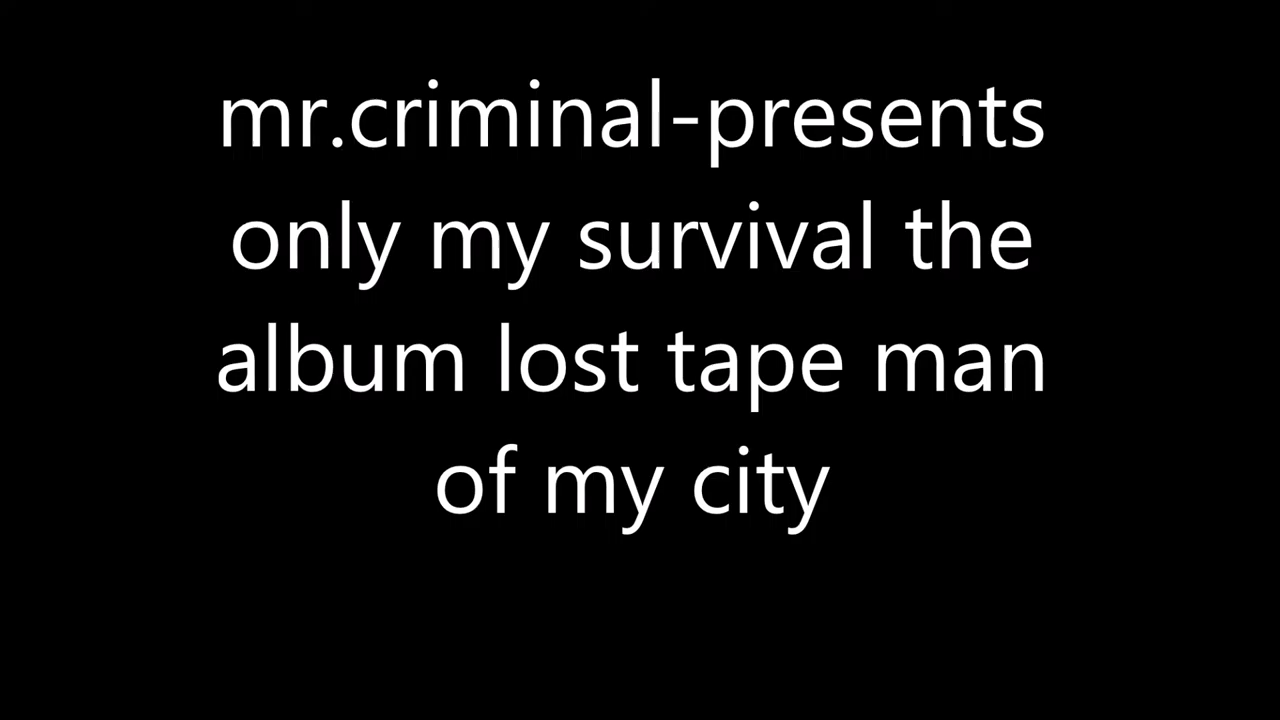 mr.criminal-presents
only my survival the
album lost tape man
of my city